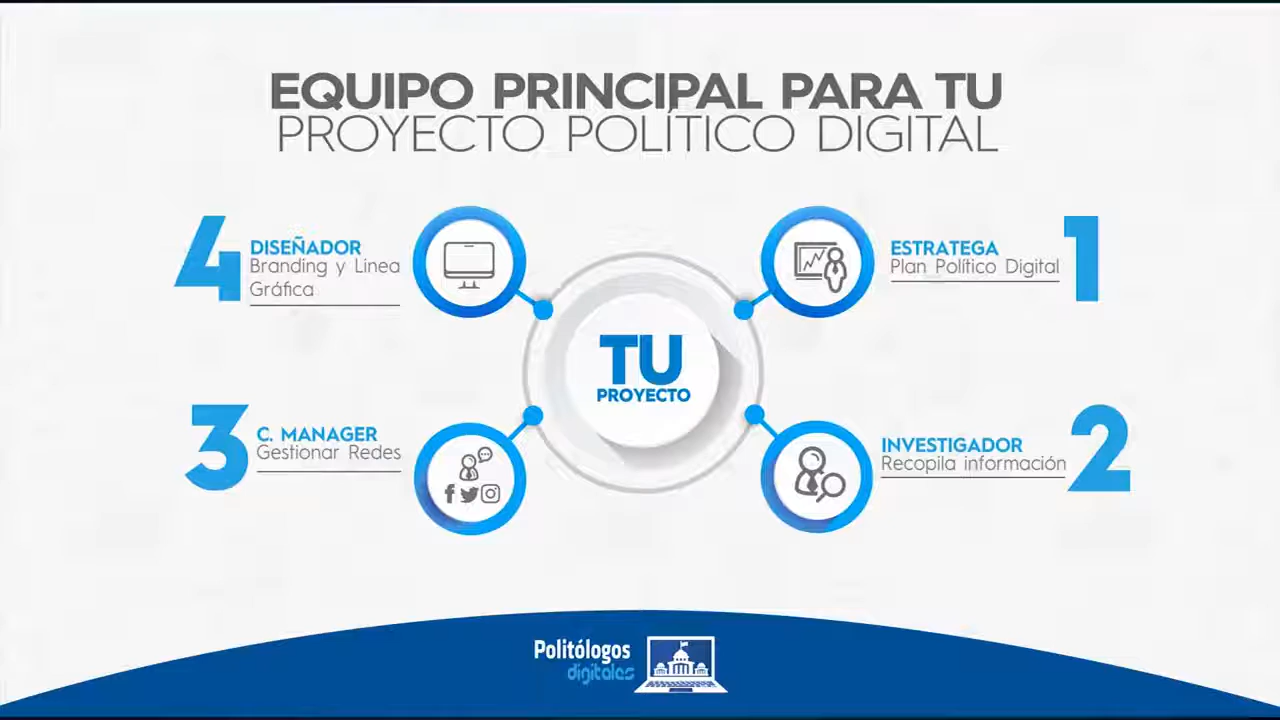 EQUIPO PRINCIPAL PARA TU
PROYECTO POLÍTICO DIGITAL
4
DISEÑADOR
Branding y Linea
Gráfica
ESTRATEGA
Plan Político Digital
1
TU
PROYECTO
3
C. MANAGER
Gestionar Redes
INVESTIGADOR
Recopila información
2
Politólogos
digitales